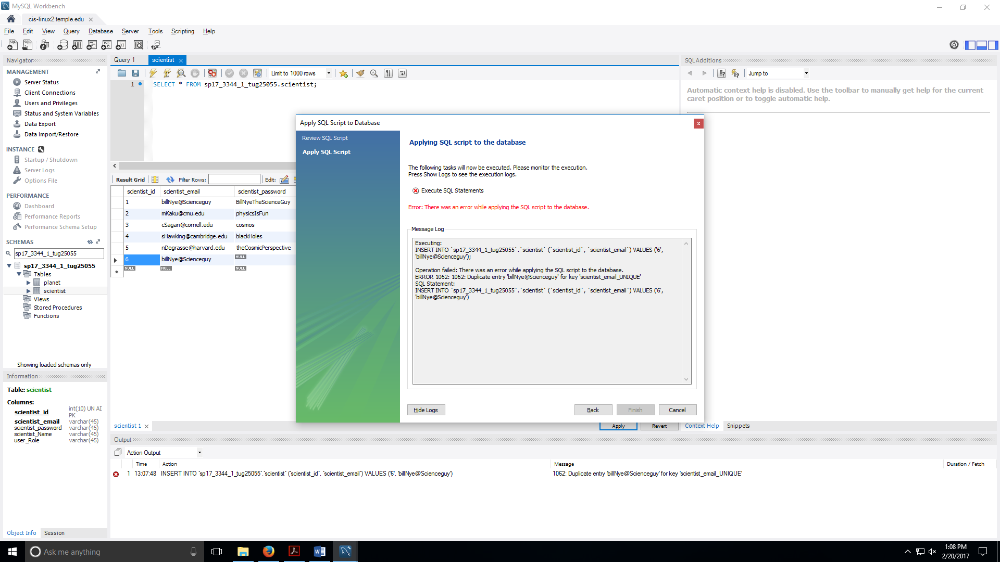 MySQL Workbench
cis-linux2.temple.edu
File Edit View Query Database Server Tools Scripting Help
Navigator
MANAGEMENT
Server Status
Client Connections
Users and Privileges
Status and System Variables
Data Export
Data Import/Restore
INSTANCE
Startup / Shutdown
Server Logs
Options File
PERFORMANCE
Dashboard
Performance Reports
Performance Schema Setup
SCHEMAS
sp17_3344_1_tug25055
sp17_3344_1_tug25055
Tables
planet
scientist
Views
Stored Procedures
Functions
Showing loaded schemas only
Information
Table: scientist
Columns:
scientist_id int(10) UN AI
PK
scientist_email varchar(45)
scientist_password varchar(45)
scientist_Name varchar(45)
user_Role varchar(45)
Object Info Session
Query 1 scientist
Limit to 1000 rows
1 SELECT * FROM sp17_3344_1_tug25055.scientist;
Result Grid Filter Rows: Edit:
scientist_id scientist_email scientist_password
1 billNye@Scienceguy BillNyeTheScienceGuy
2 mKaku@cmu.edu physicsIsFun
3 cSagan@cornell.edu cosmos
4 sHawking@cambridge.edu blackHoles
5 nDegrasse@harvard.edu theCosmicPerspective
6 billNye@Scienceguy NULL
NULL NULL NULL
scientist 1
Apply Revert
Apply SQL Script to Database
x
Review SQL Script
Apply SQL Script
Applying SQL script to the database
The following tasks will now be executed. Please monitor the execution.
Press Show Logs to see the execution logs.
Execute SQL Statements
Error: There was an error while applying the SQL script to the database.
Message Log
Executing:
INSERT INTO `sp17_3344_1_tug25055`.`scientist` (`scientist_id`, `scientist_email`) VALUES ('6',
'billNye@Scienceguy');
Operation failed: There was an error while applying the SQL script to the database.
ERROR 1062: 1062: Duplicate entry 'billNye@Scienceguy' for key 'scientist_email_UNIQUE'
SQL Statement:
INSERT INTO `sp17_3344_1_tug25055`.`scientist` (`scientist_id`, `scientist_email`) VALUES ('6',
'billNye@Scienceguy')
Hide Logs Back Finish Cancel
SQLAdditions
Jump to
Automatic context help is disabled. Use the toolbar to manually get help for the current
caret position or to toggle automatic help.
Context Help Snippets
Output
Action Output
Time Action Message Duration / Fetch
1 13:07:48 INSERT INTO `sp17_3344_1_tug25055`.`scientist` (`scientist_id`, `scientist_email`) VALUES ('6', 'billNye@Scienceguy') 1062: Duplicate entry 'billNye@Scienceguy' for key 'scientist_email_UNIQUE'
Ask me anything
1:08 PM
2/20/2017